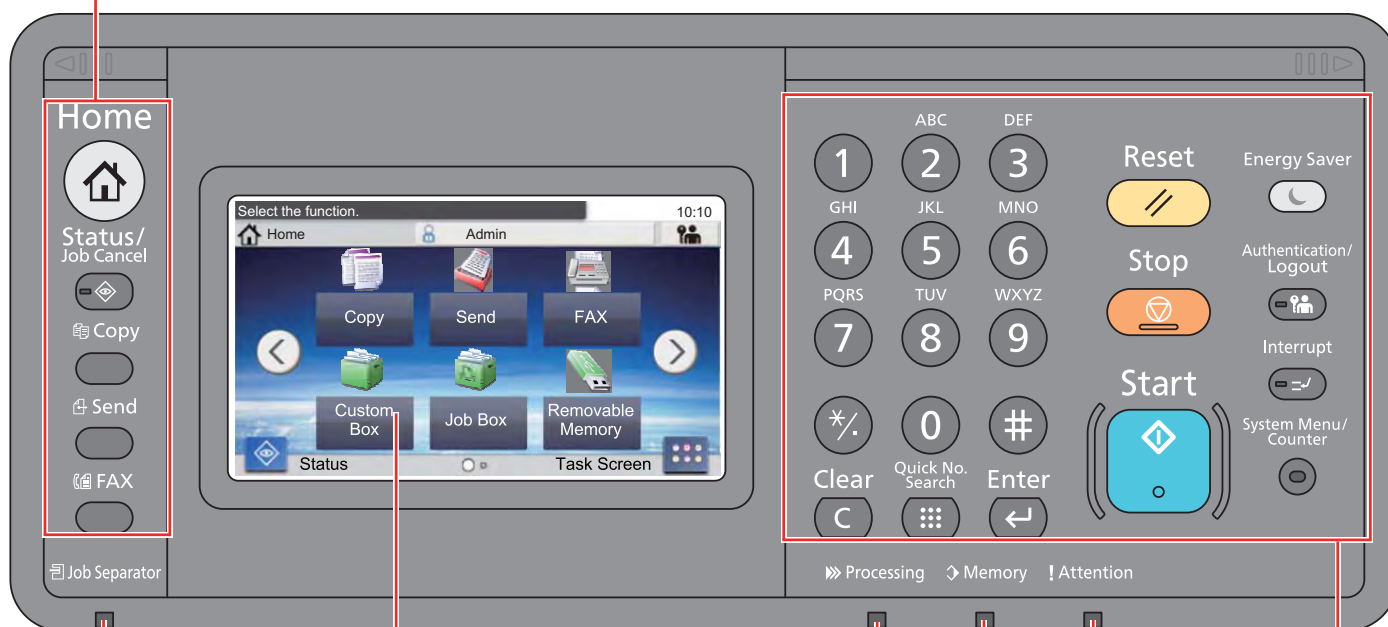 Home
Status/
Job Cancel
Copy
Send
FAX
Job Separator
Select the function.
10:10
Home
Admin
Copy
Send
FAX
Custom
Box
Job Box
Removable
Memory
Status
Task Screen
ABC
DEF
1
2
3
GHI
JKL
MNO
4
5
6
PQRS
TUV
WXYZ
7
8
9
*/.
0
#
Clear
Quick No.
Search
Enter
C
Reset
Stop
Start
Energy Saver
Authentication/
Logout
Interrupt
System Menu/
Counter
Processing
Memory
! Attention